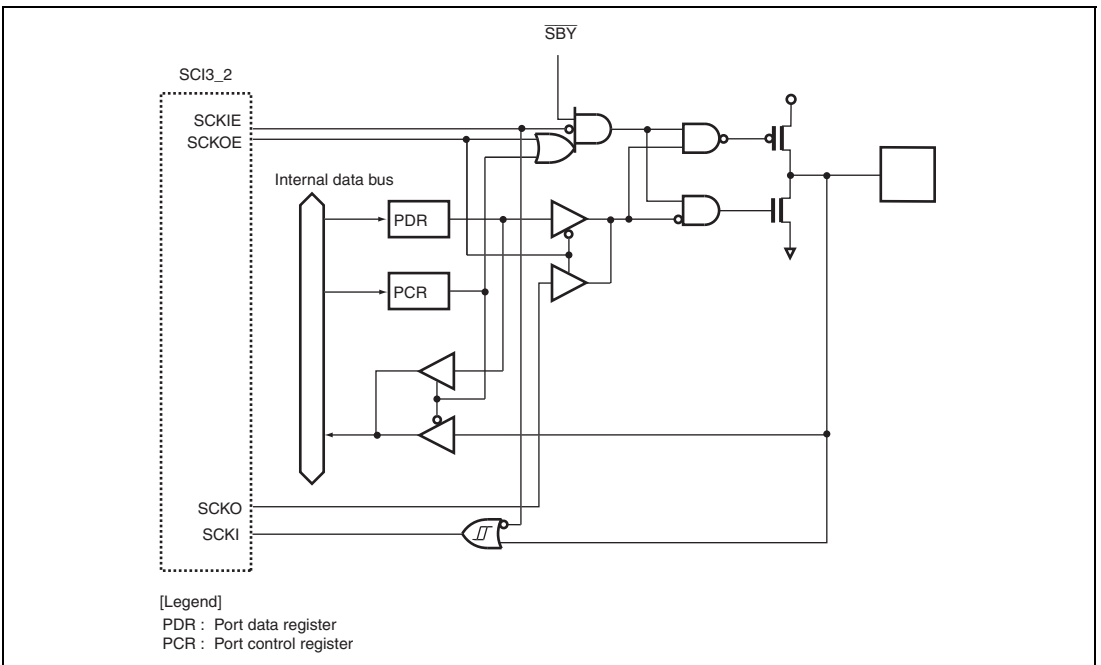 SBY
SCI3_2
SCKIE
SCKOE
Internal data bus
PDR
PCR
SCKO
SCKI
[Legend]
PDR : Port data register
PCR : Port control register